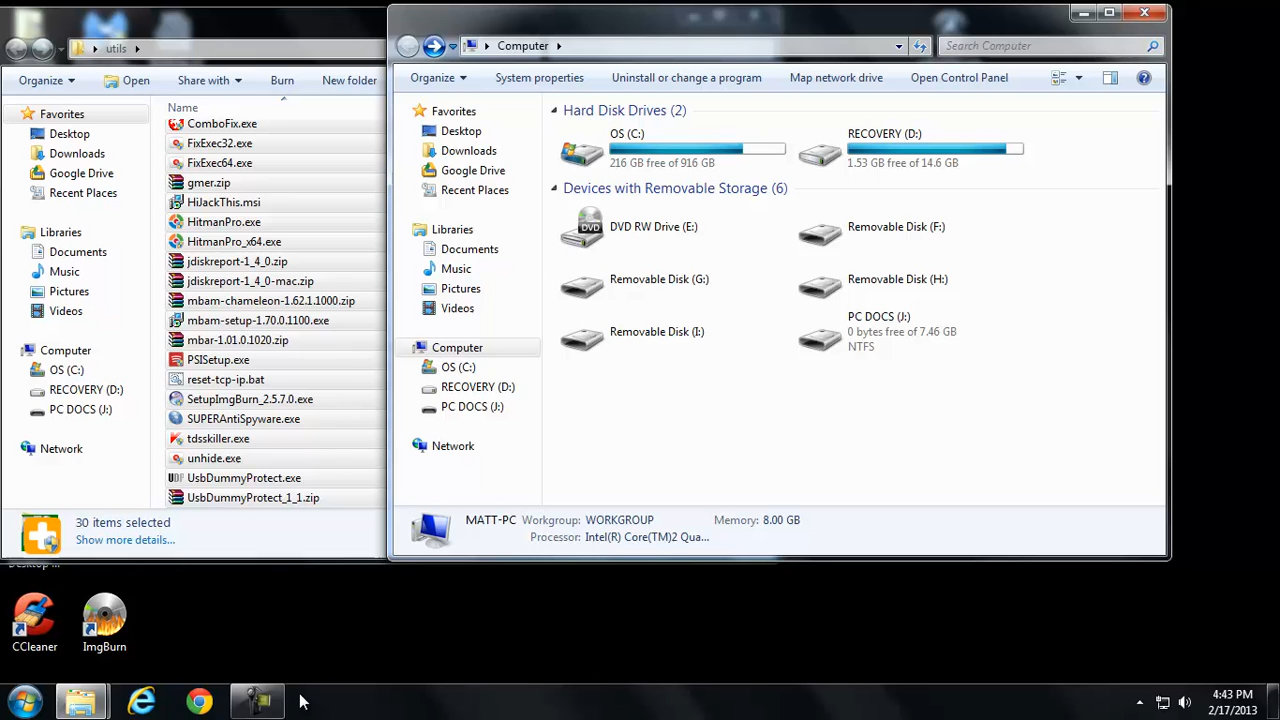 utils
Organize
Open
Share with
Burn
New folder
Favorites
Desktop
Downloads
Google Drive
Recent Places
Libraries
Documents
Music
Pictures
Videos
Computer
OS (C:)
RECOVERY (D:)
PC DOCS (J:)
Network
Name
ComboFix.exe
FixExec32.exe
FixExec64.exe
gmer.zip
HiJackThis.msi
HitmanPro.exe
HitmanPro_x64.exe
jdiskreport-1_4_0.zip
jdiskreport-1_4_0-mac.zip
mbam-chameleon-1.62.1.1000.zip
mbam-setup-1.70.0.1100.exe
mbar-1.01.0.1020.zip
PSISetup.exe
reset-tcp-ip.bat
SetupImgBurn_2.5.7.0.exe
SUPERAntiSpyware.exe
tdsskiller.exe
unhide.exe
UDP
UsbDummyProtect.exe
UsbDummyProtect_1_1.zip
30 items selected
Show more details...
Computer
Search Computer
Organize
System properties
Uninstall or change a program
Map network drive
Open Control Panel
Favorites
Desktop
Downloads
Google Drive
Recent Places
Libraries
Documents
Music
Pictures
Videos
Computer
OS (C:)
RECOVERY (D:)
PC DOCS (J:)
Network
Hard Disk Drives (2)
OS (C:)
216 GB free of 916 GB
RECOVERY (D:)
1.53 GB free of 14.6 GB
Devices with Removable Storage (6)
DVD
DVD RW Drive (E:)
Removable Disk (F:)
Removable Disk (G:)
Removable Disk (H:)
Removable Disk (I:)
PC DOCS (J:)
0 bytes free of 7.46 GB
NTFS
MATT-PC
Workgroup: WORKGROUP
Memory: 8.00 GB
Processor: Intel(R) Core(TM)2 Qua...
CCleaner
ImgBurn
4:43 PM
2/17/2013